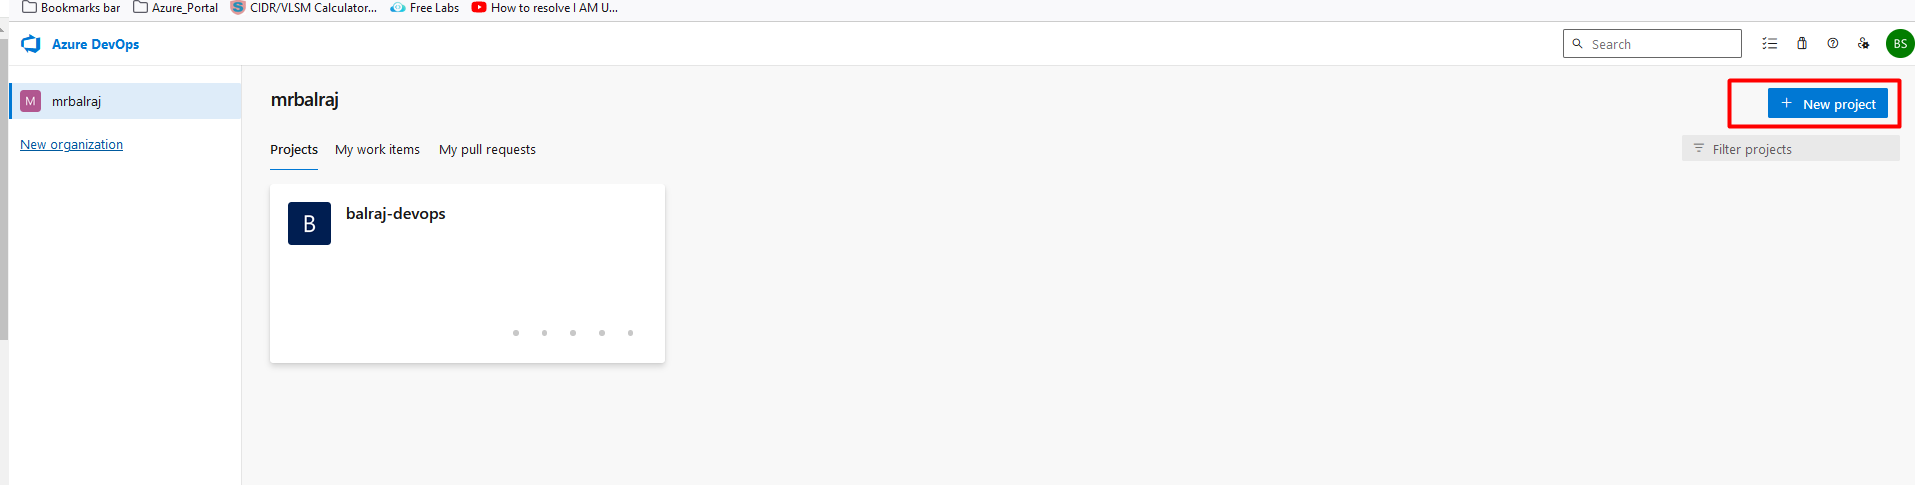 Bookmarks bar Azure_Portal CIDR/VLSM Calculator... Free Labs How to resolve I AM U...
Azure DevOps Search BS
M mrbalraj
New organization
mrbalraj
+ New project
Projects My work items My pull requests
Filter projects
B balraj-devops